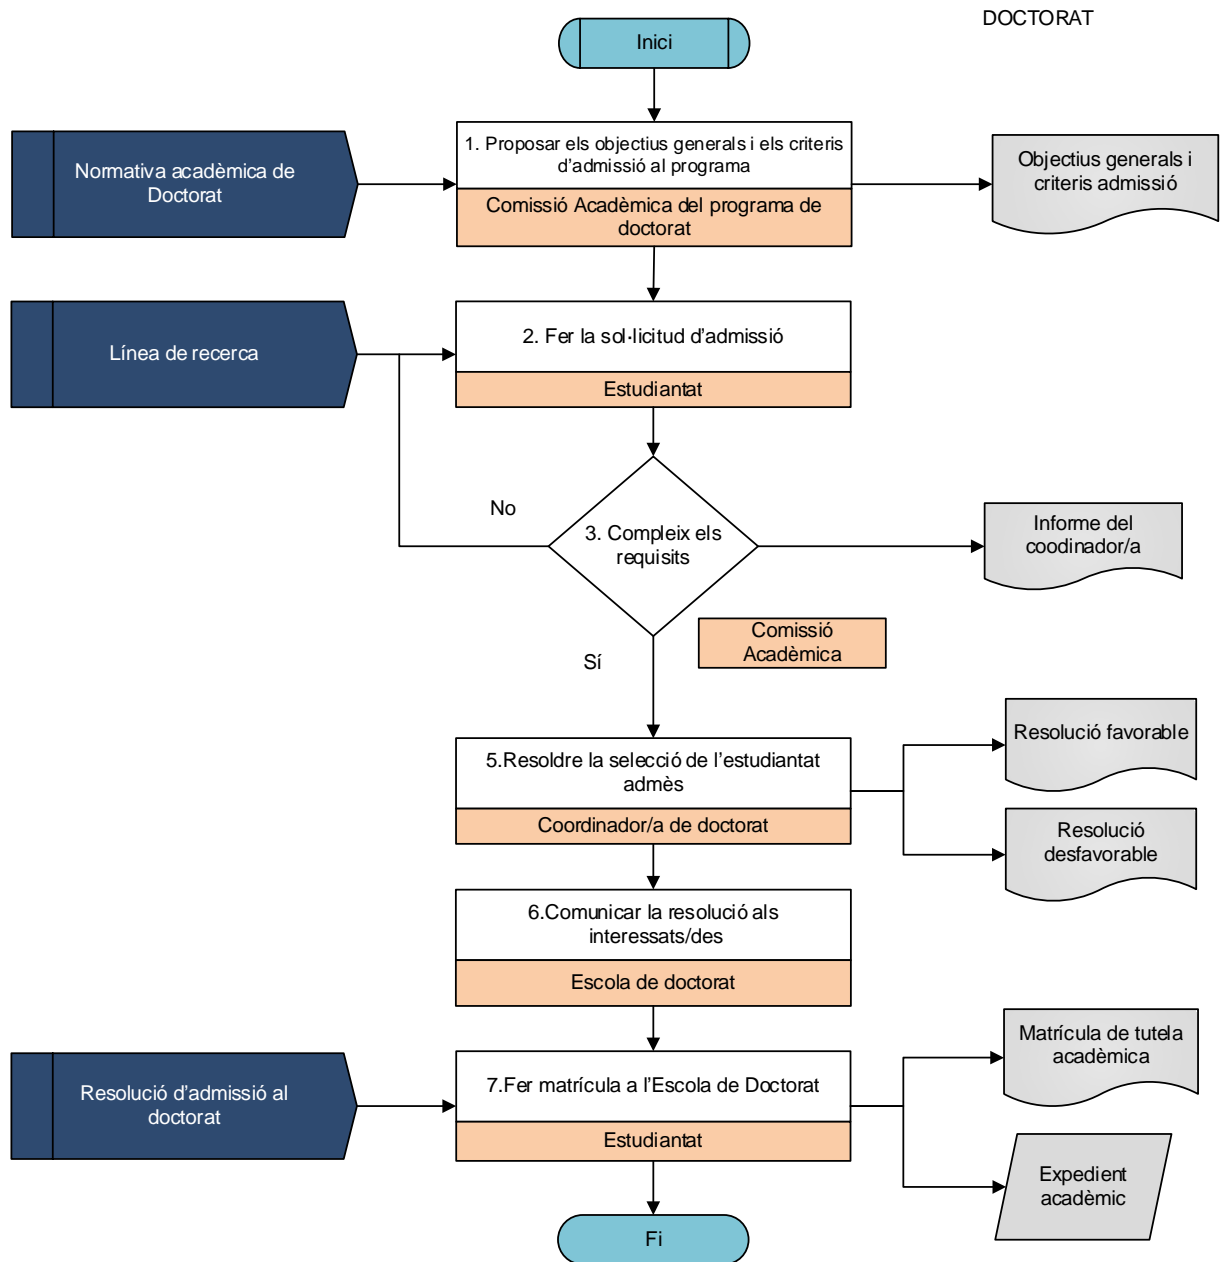 DOCTORAT
Inici
1. Proposar els objectius generals i els criteris
d’admissió al programa
Comissió Acadèmica del programa de
doctorat
Normativa acadèmica de
Doctorat
Objectius generals i
criteris admissió
Línea de recerca
2. Fer la sol·licitud d’admissió
Estudiantat
No
3. Compleix els
requisits
Informe del
coodinador/a
Comissió
Acadèmica
Sí
5.Resoldre la selecció de l’estudiantat
admès
Coordinador/a de doctorat
Resolució favorable
Resolució
desfavorable
6.Comunicar la resolució als
interessats/des
Escola de doctorat
Resolució d’admissió al
doctorat
7.Fer matrícula a l’Escola de Doctorat
Estudiantat
Matrícula de tutela
acadèmica
Expedient
acadèmic
Fi